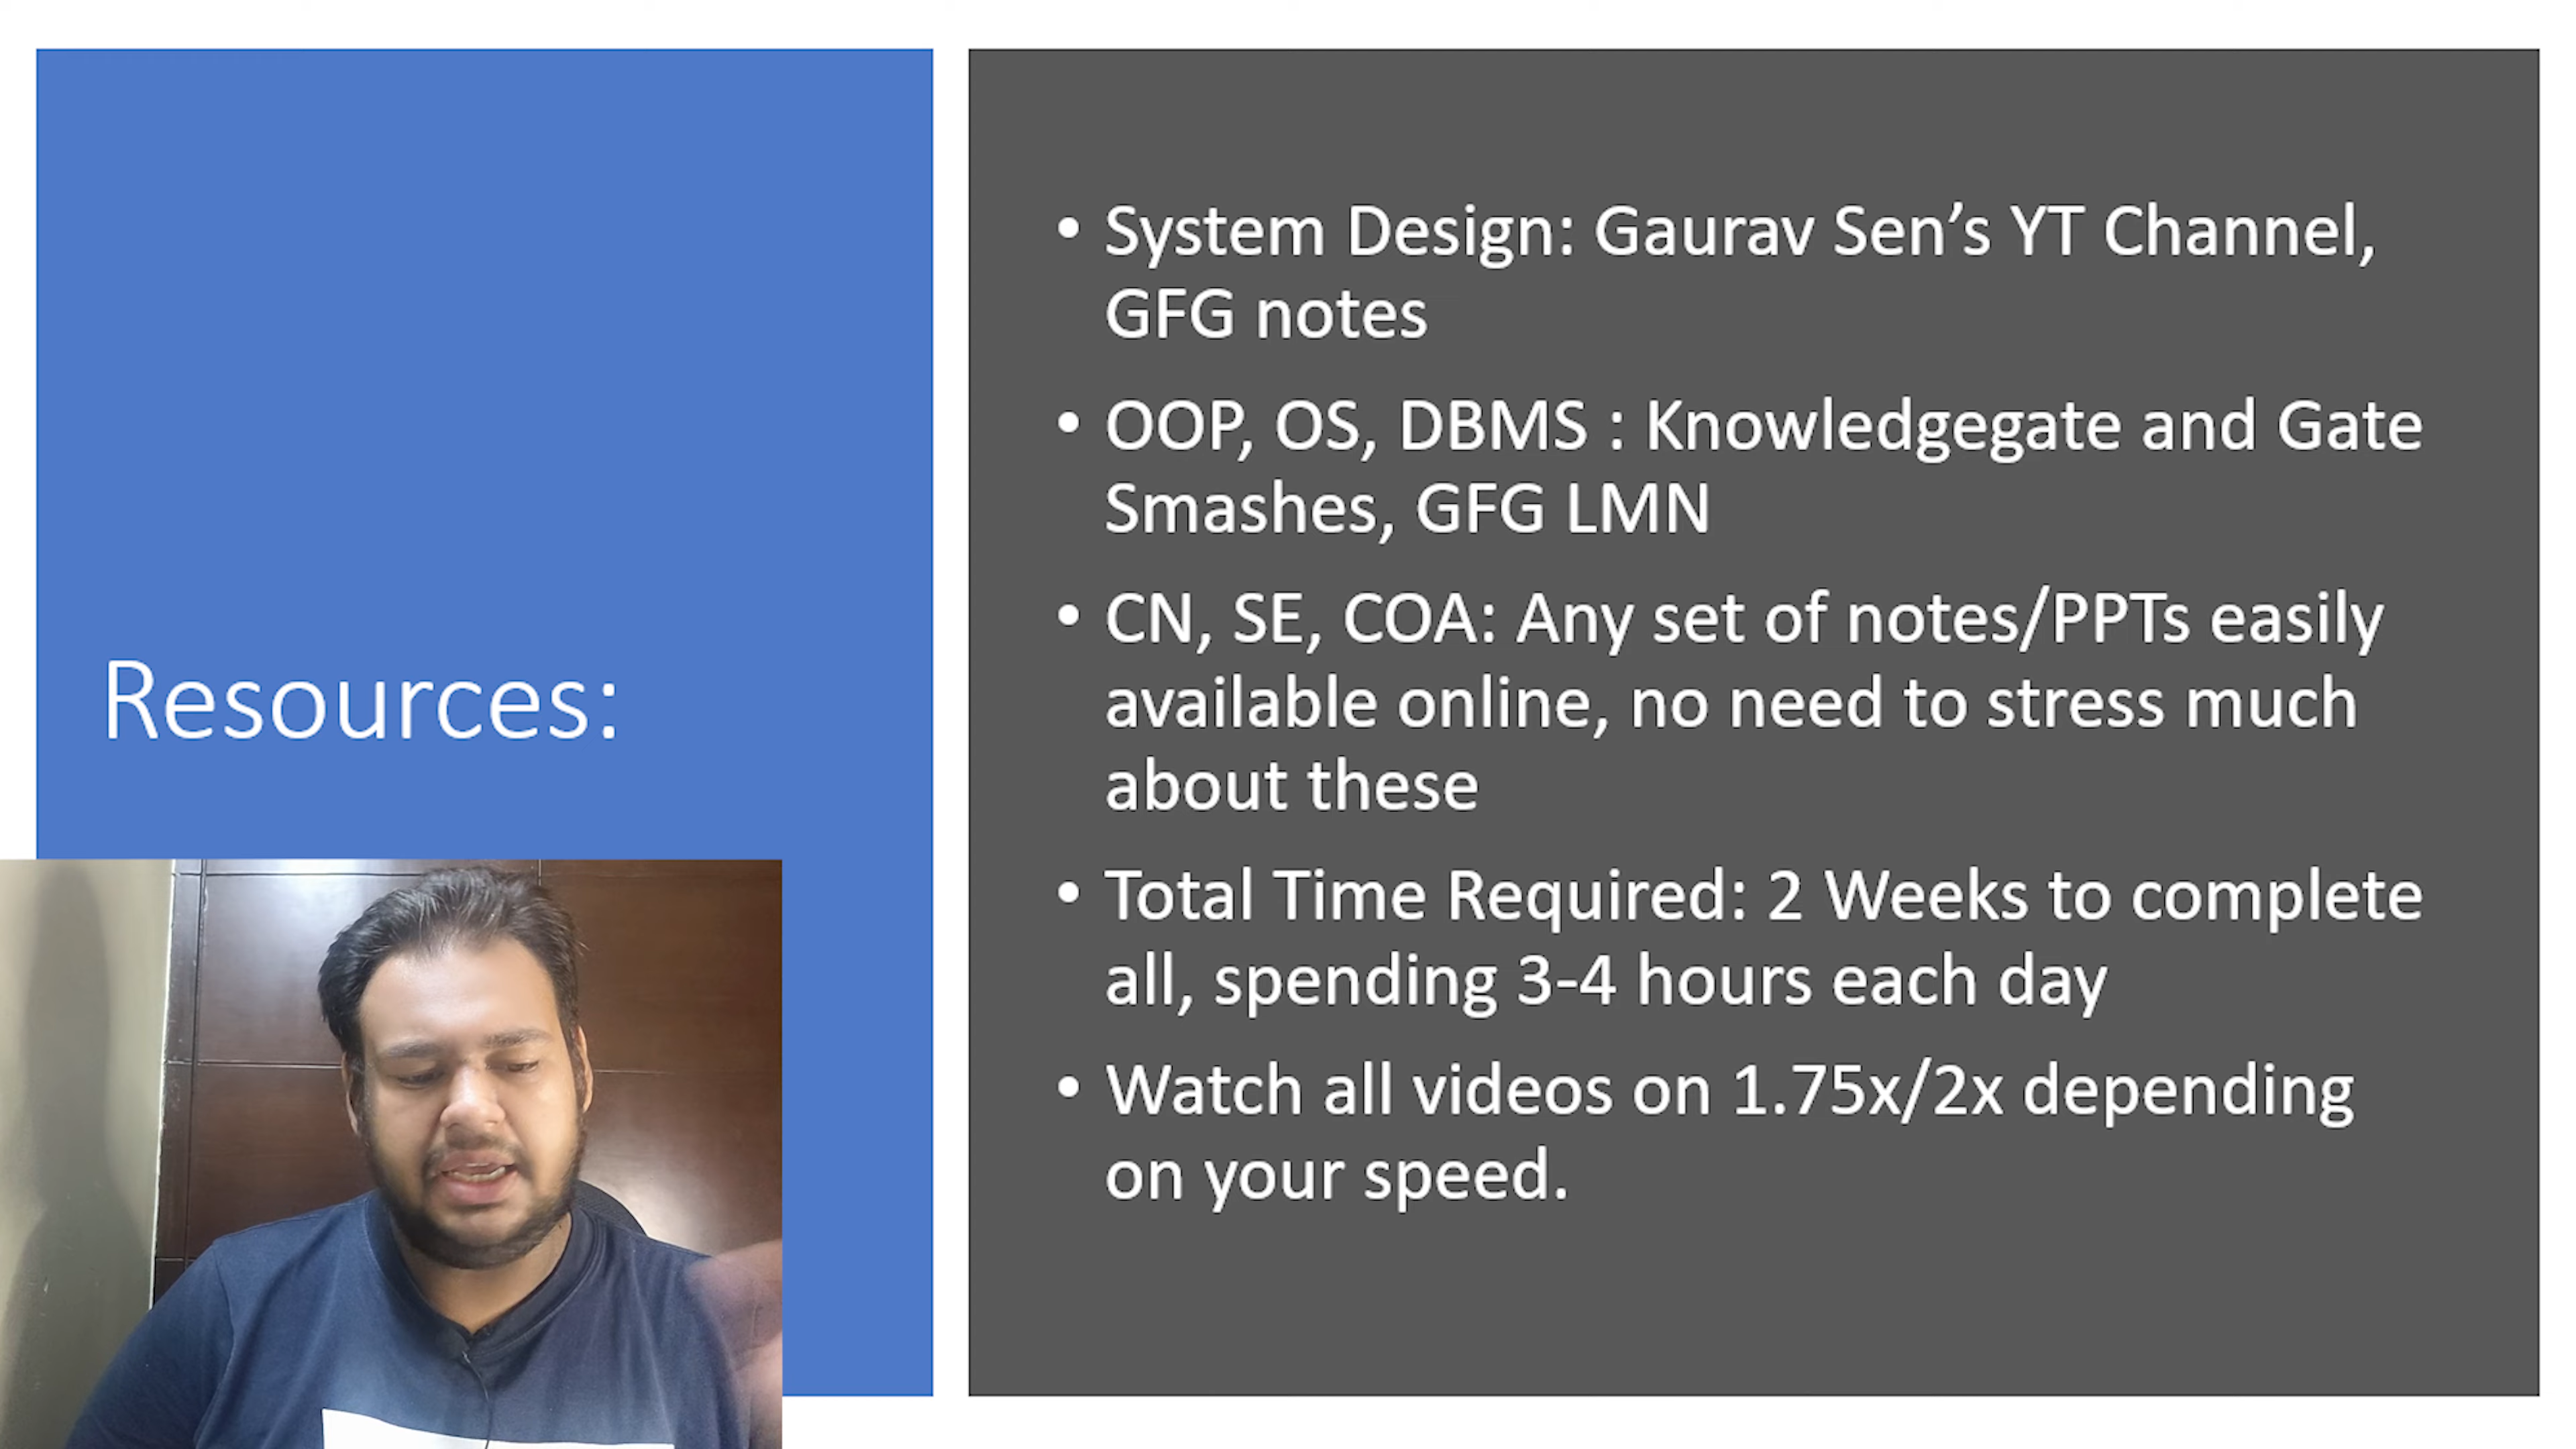 Resources:
• System Design: Gaurav Sen’s YT Channel,
GFG notes
• OOP, OS, DBMS : Knowledgegate and Gate
Smashes, GFG LMN
• CN, SE, COA: Any set of notes/PPTs easily
available online, no need to stress much
about these
• Total Time Required: 2 Weeks to complete
all, spending 3-4 hours each day
• Watch all videos on 1.75x/2x depending
on your speed.